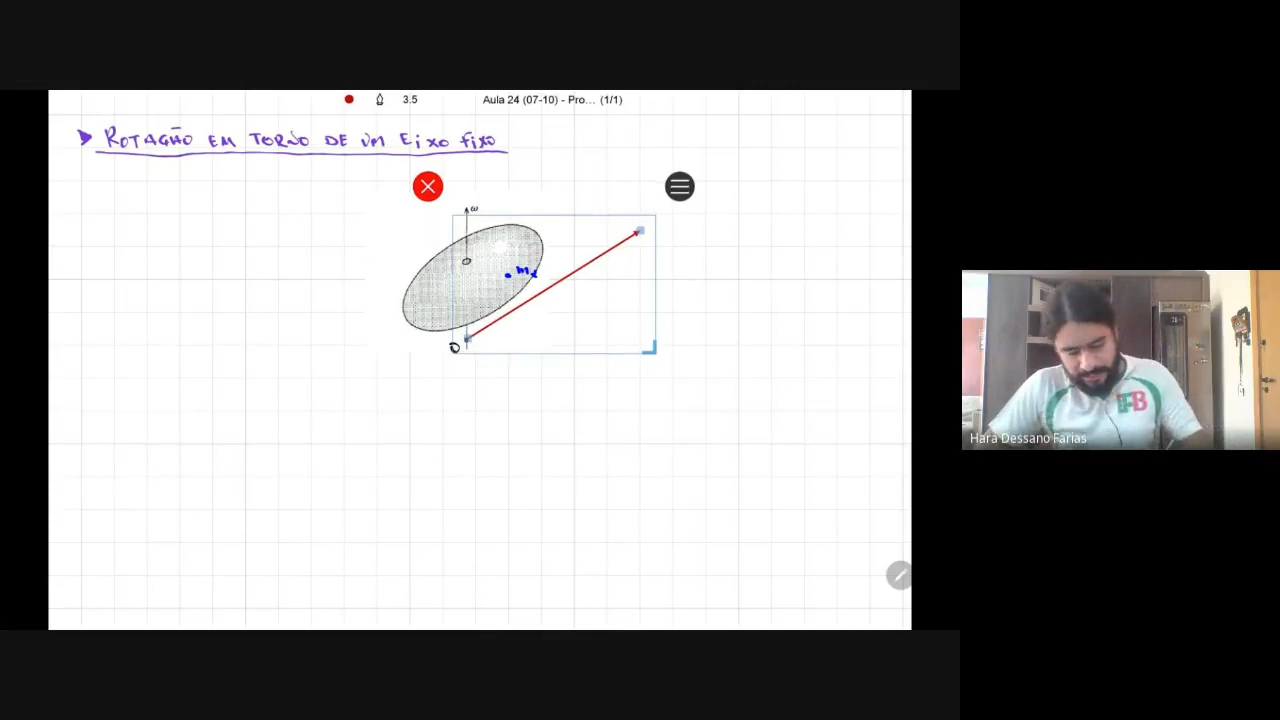 3.5 Aula 24 (07-10) - Pro... (1/1)
ROTAÇÃO EM TORNO DE UM EIXO FIXO
ω
m
O
IFB
Hara Dessano Farias